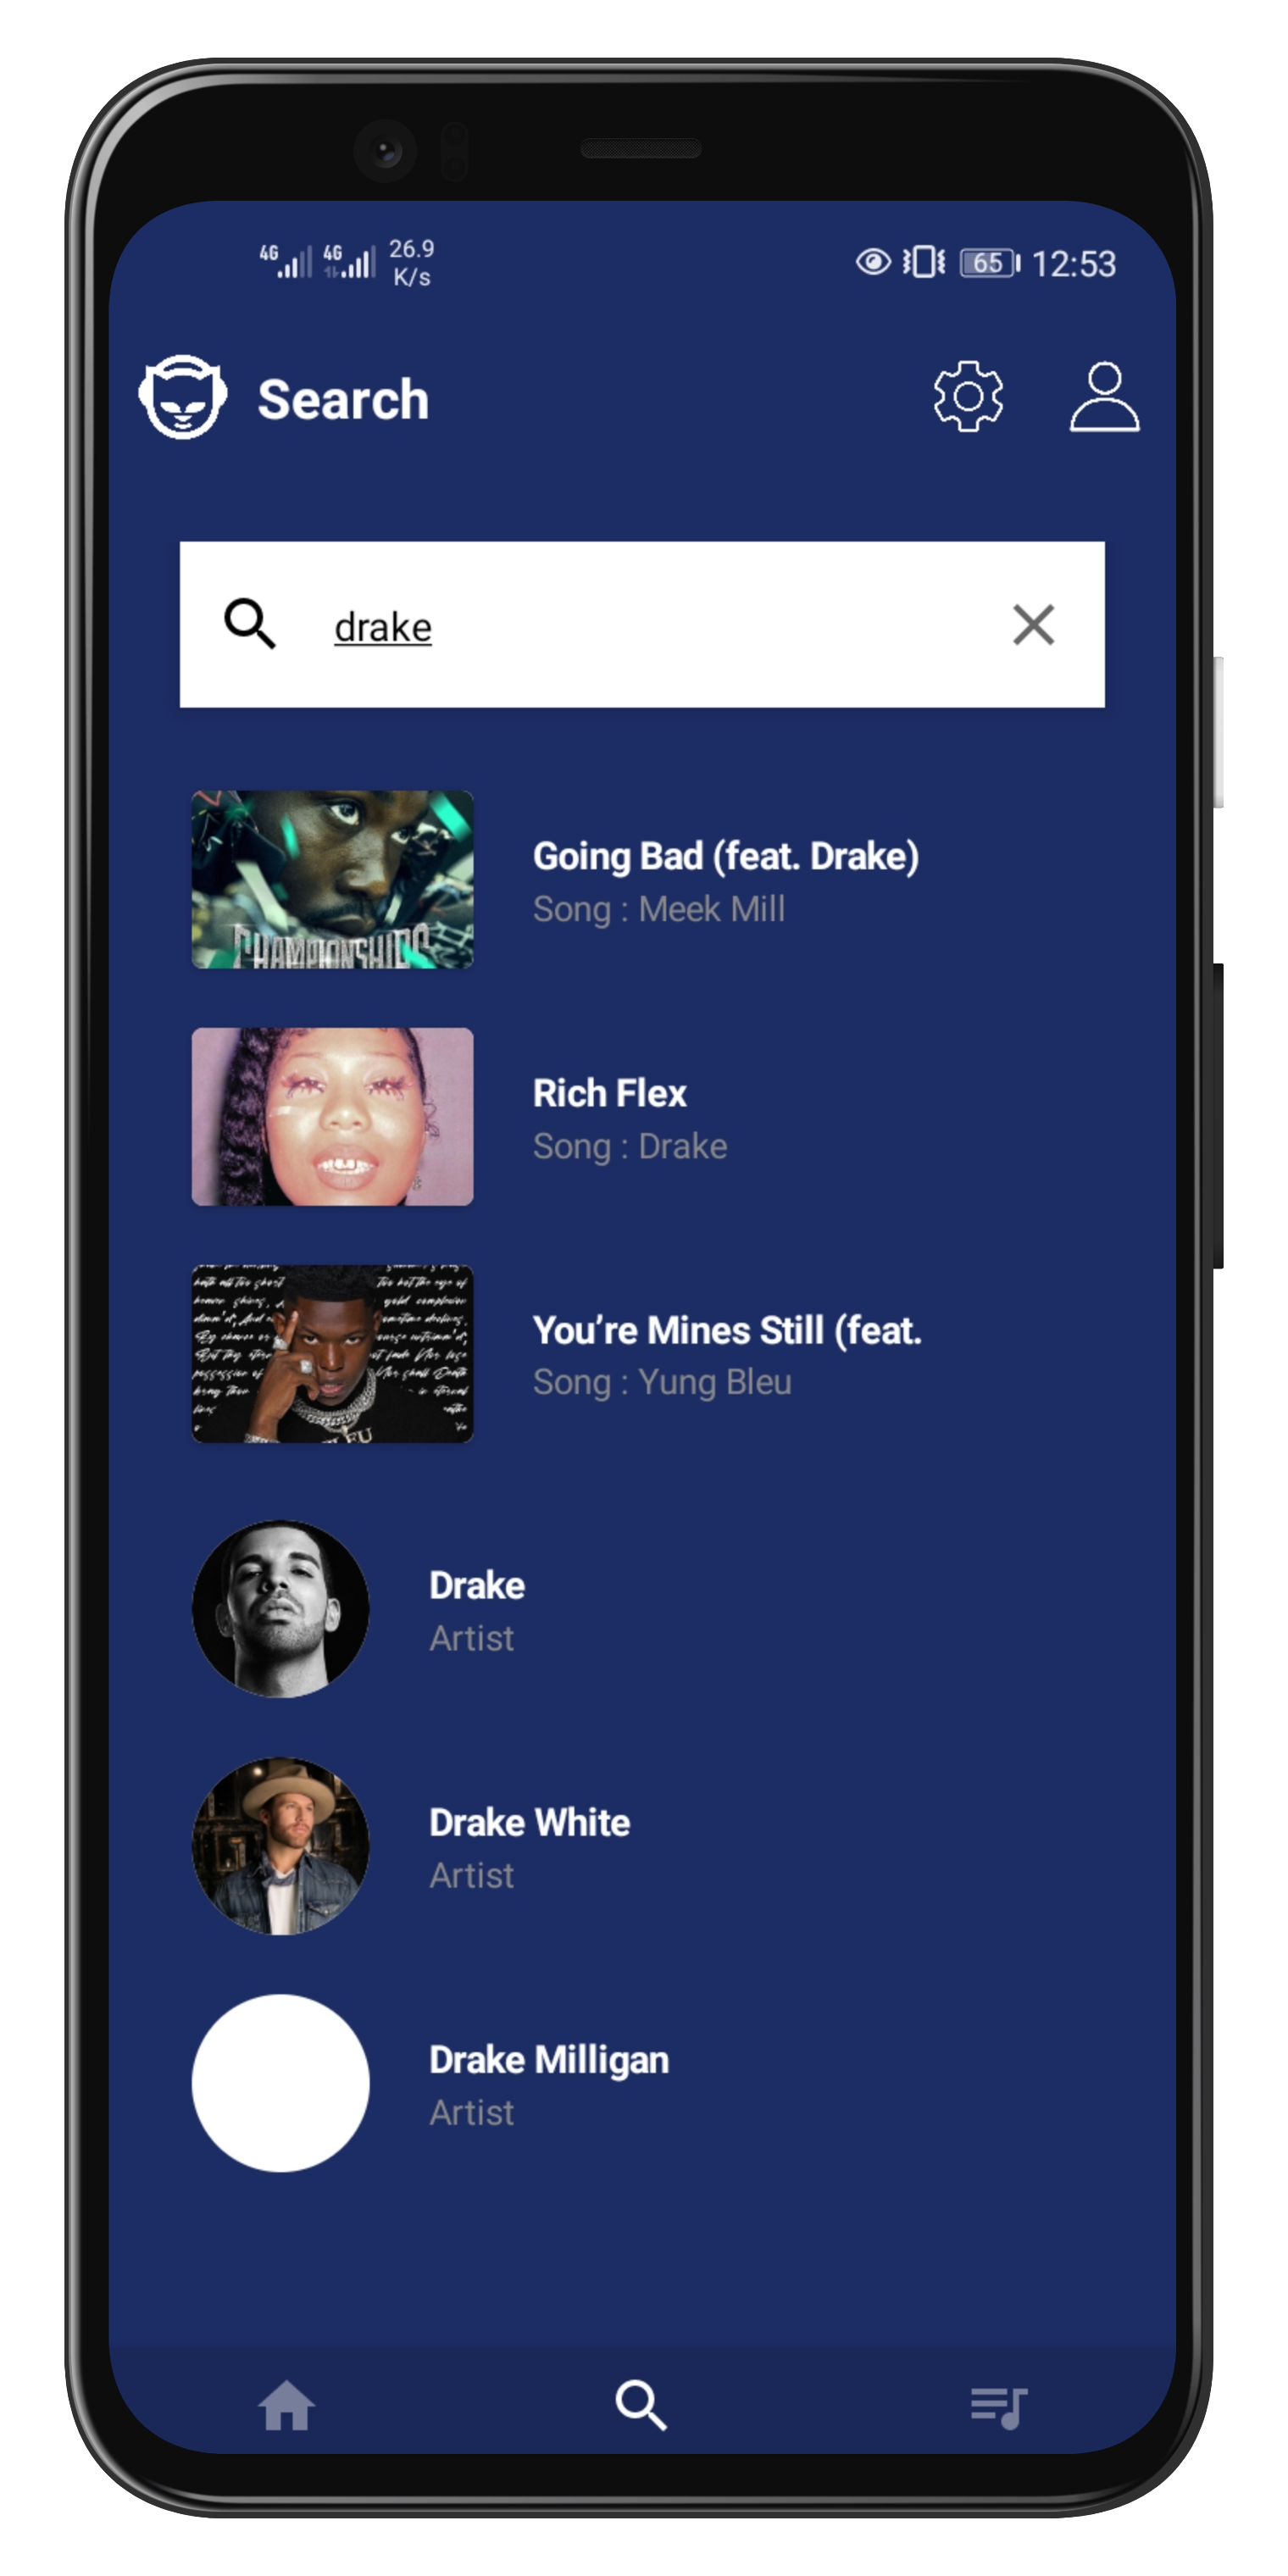 4G 4G 26.9
K/s
65 12:53
Search
drake
CHAMPIONSHIPS
Going Bad (feat. Drake)
Song : Meek Mill
Rich Flex
Song : Drake
You’re Mines Still (feat.
Song : Yung Bleu
Drake
Artist
Drake White
Artist
Drake Milligan
Artist